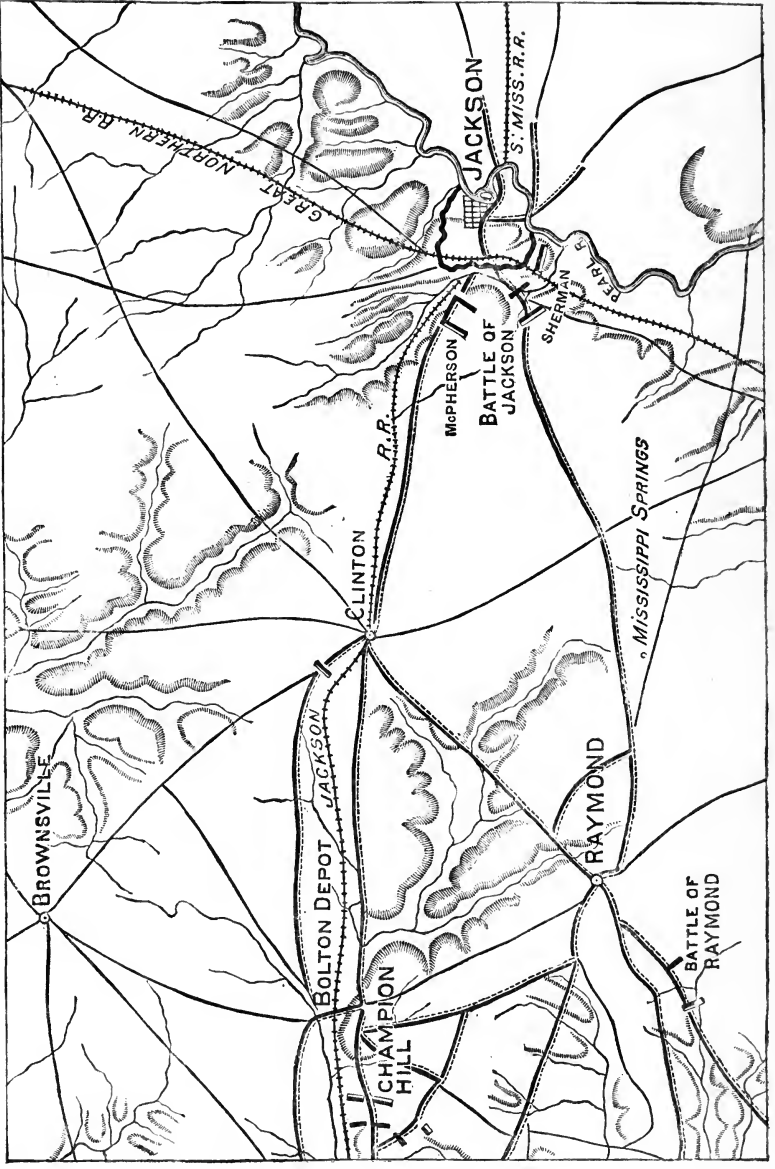 BROWNSVILLE
GREAT NORTHERN R.R.
JACKSON
S. MISS. R.R.
PEARL R.
SHERMAN
McPHERSON
BATTLE OF
JACKSON
R.R.
CLINTON
JACKSON
BOLTON DEPOT
CHAMPION
HILL
MISSISSIPPI SPRINGS
RAYMOND
BATTLE OF
RAYMOND